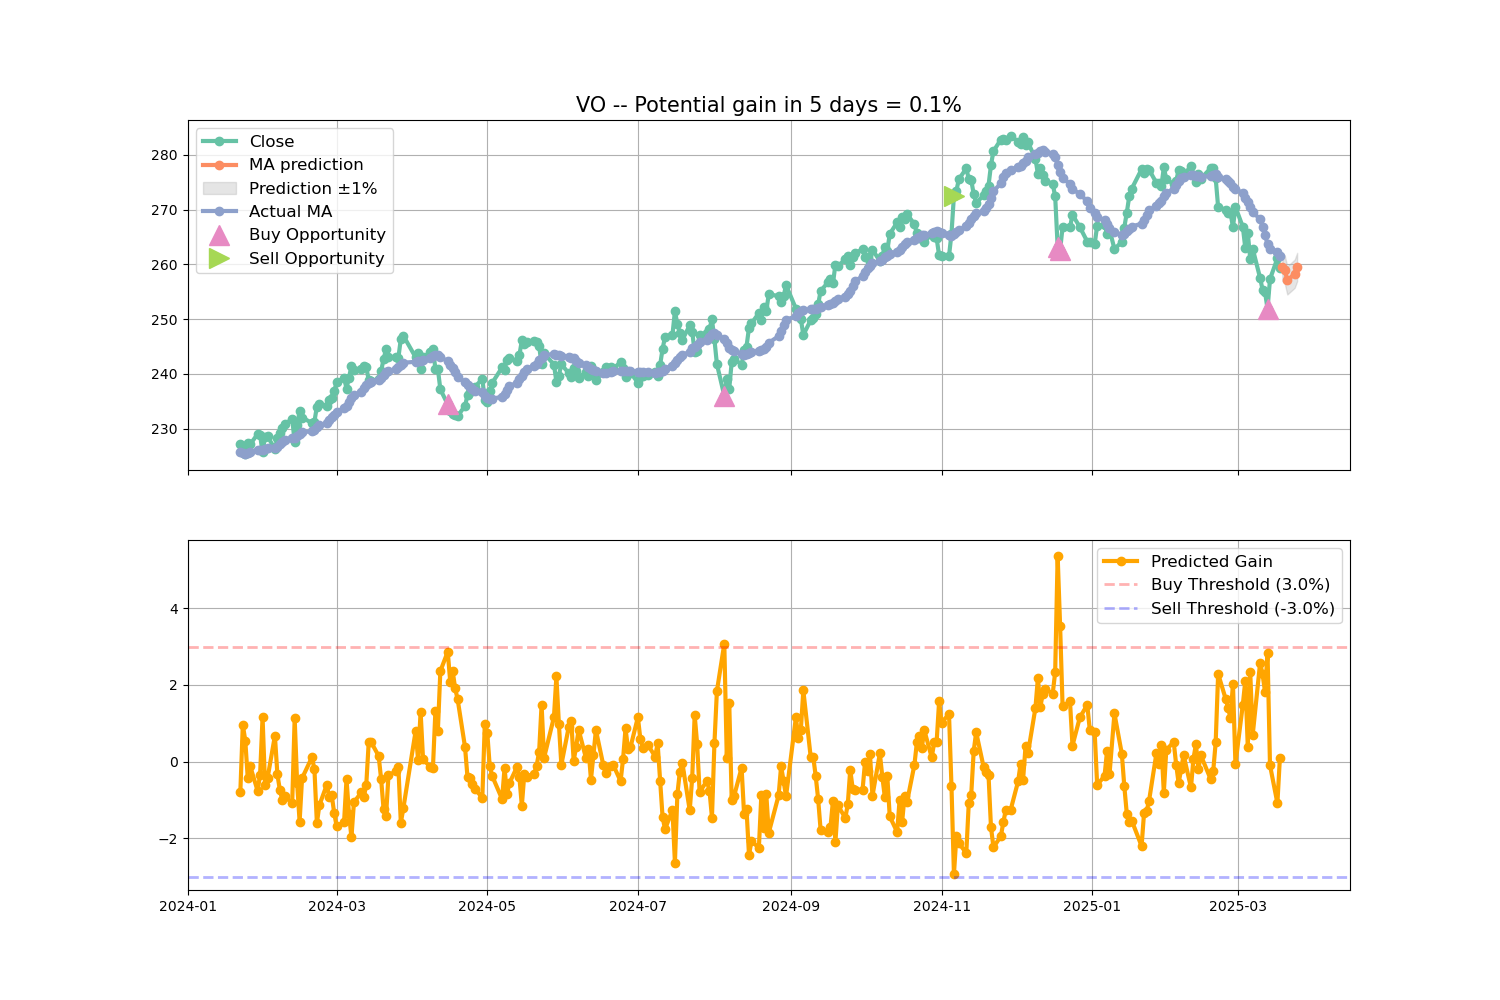 VO -- Potential gain in 5 days = 0.1%
Close
MA prediction
Prediction ±1%
Actual MA
Buy Opportunity
Sell Opportunity
280
270
260
250
240
230
Predicted Gain
Buy Threshold (3.0%)
Sell Threshold (-3.0%)
4
2
0
−2
2024-01 2024-03 2024-05 2024-07 2024-09 2024-11 2025-01 2025-03